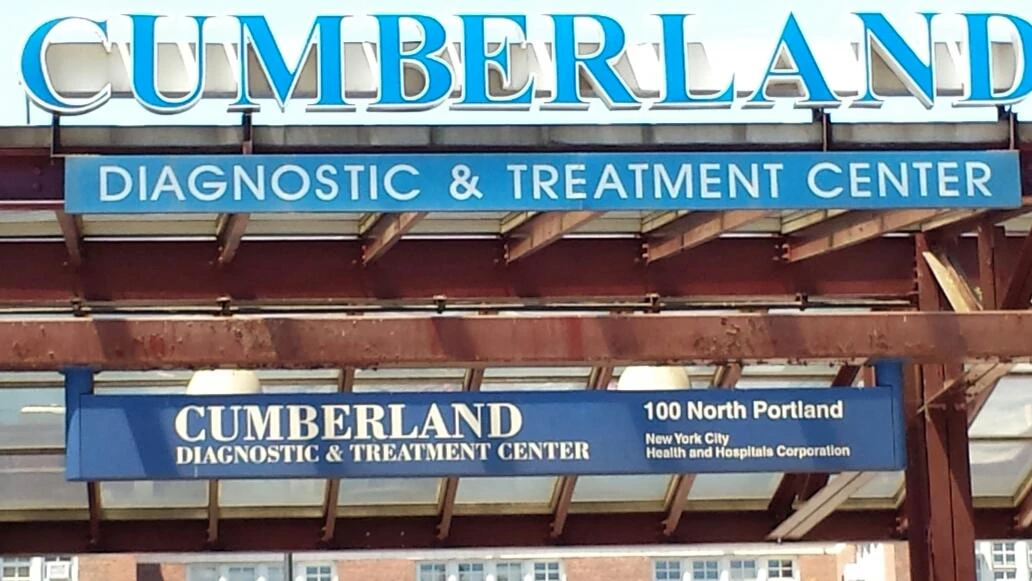 CUMBERLAND
DIAGNOSTIC & TREATMENT CENTER
CUMBERLAND
DIAGNOSTIC & TREATMENT CENTER
100 North Portland
New York City
Health and Hospitals Corporation